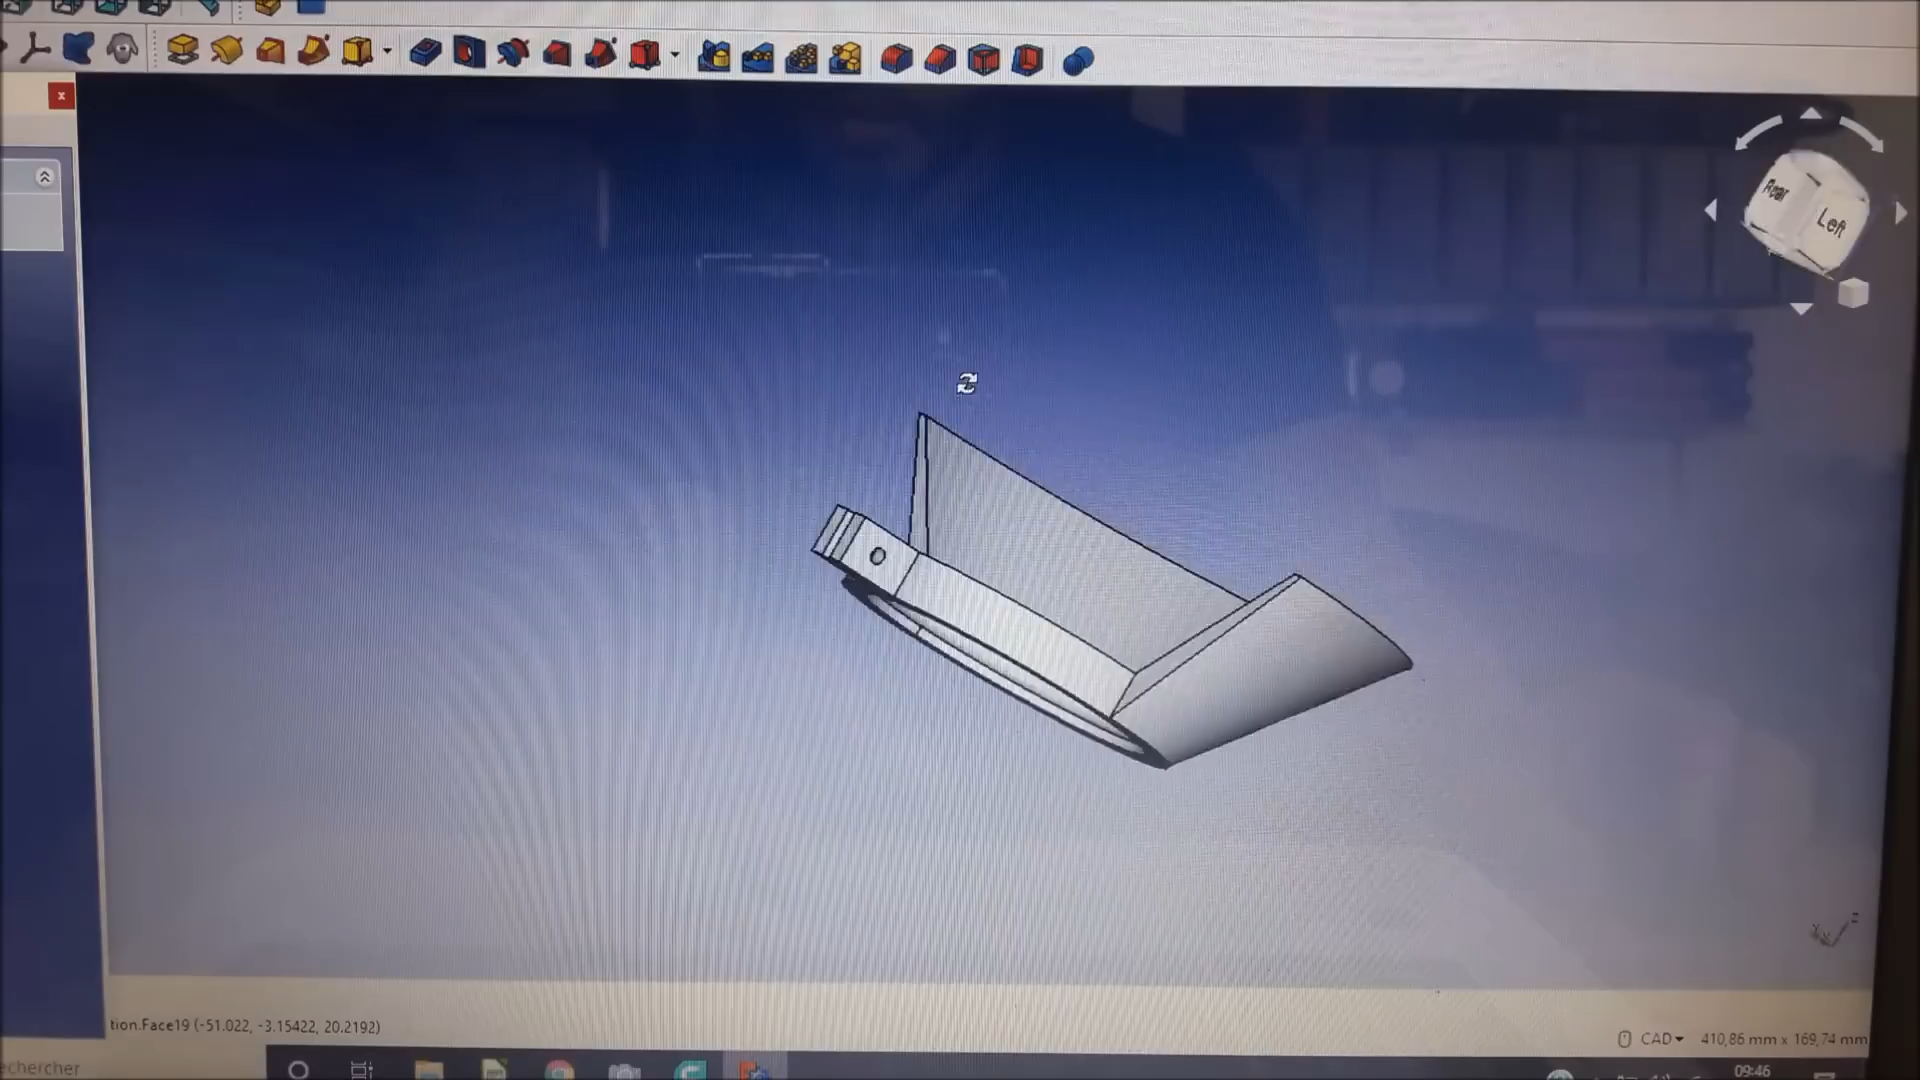 Rear
Left
z
tion.Face19 (-51.022, -3.15422, 20.2192)
CAD
410,86 mm x 169,74 mm
echercher
09:46